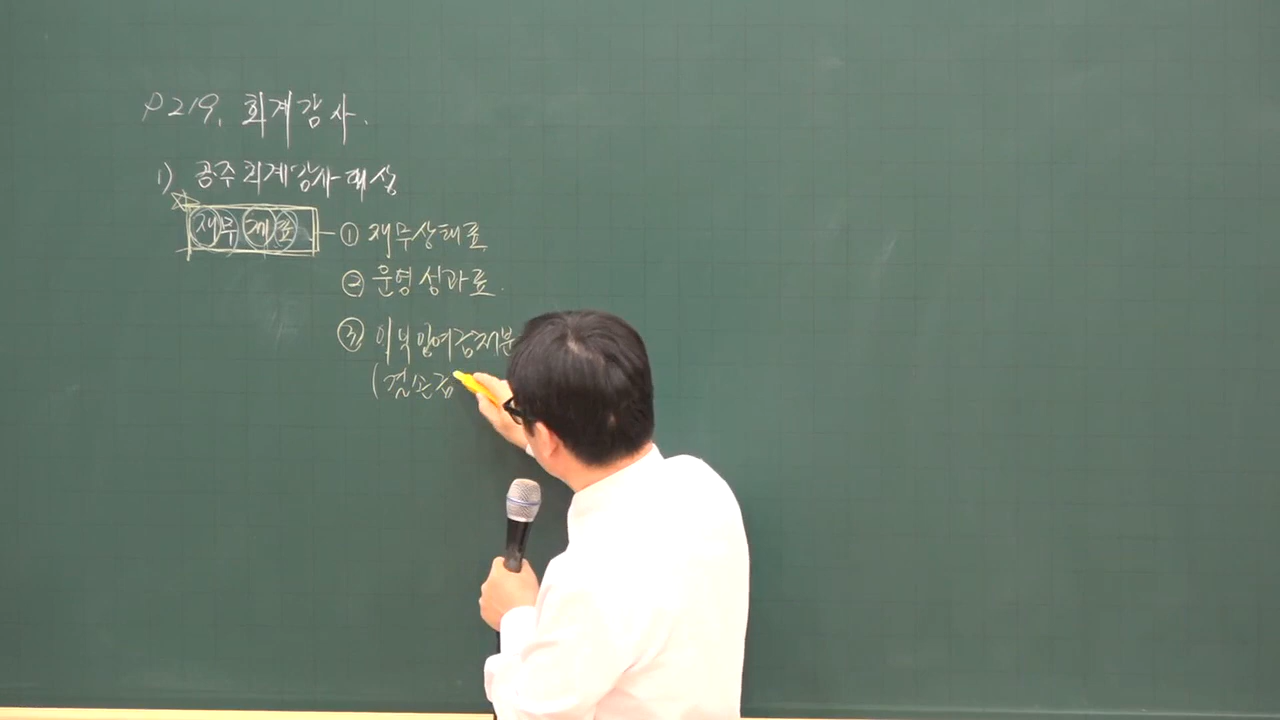 P219. 회계감사.
1) 공주회계감사대상
재무제표 - ① 재무상태표
② 운영성과표.
③ 이익잉여금처분
(결손금